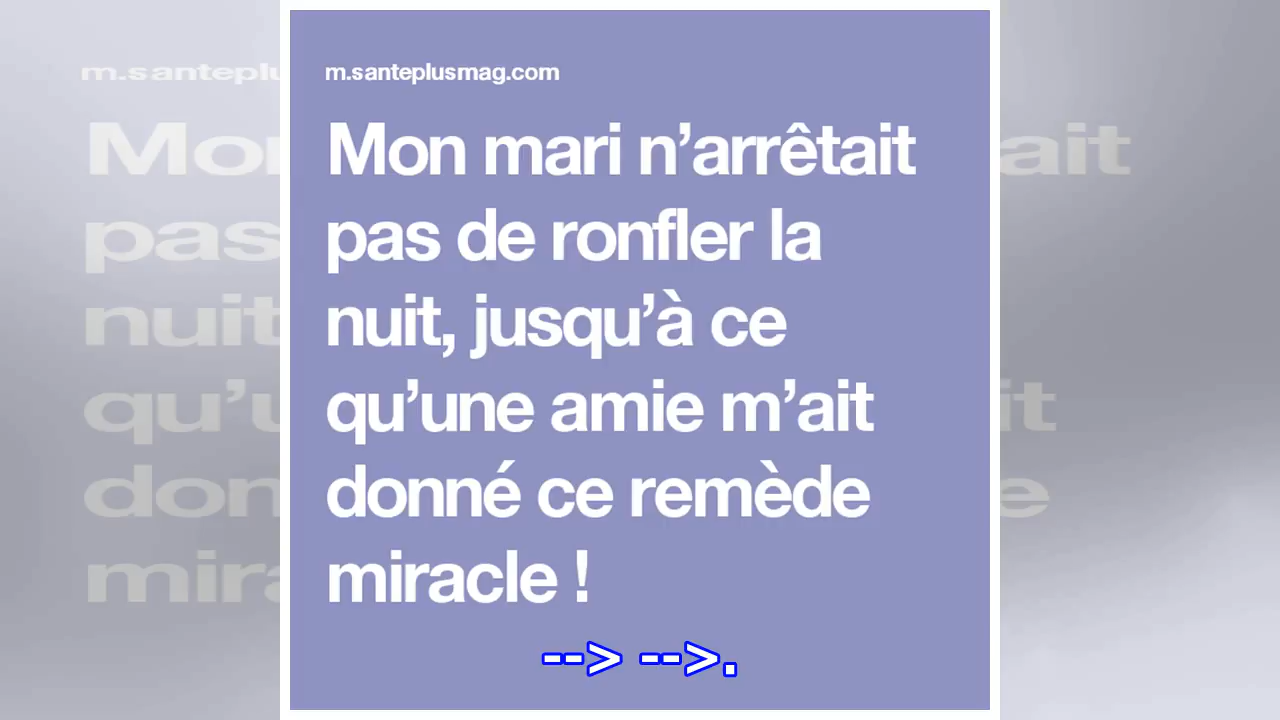 m.santeplusmag.com
Mon mari n’arrêtait
pas de ronfler la
nuit, jusqu’à ce
qu’une amie m’ait
donné ce remède
miracle !
--> -->.